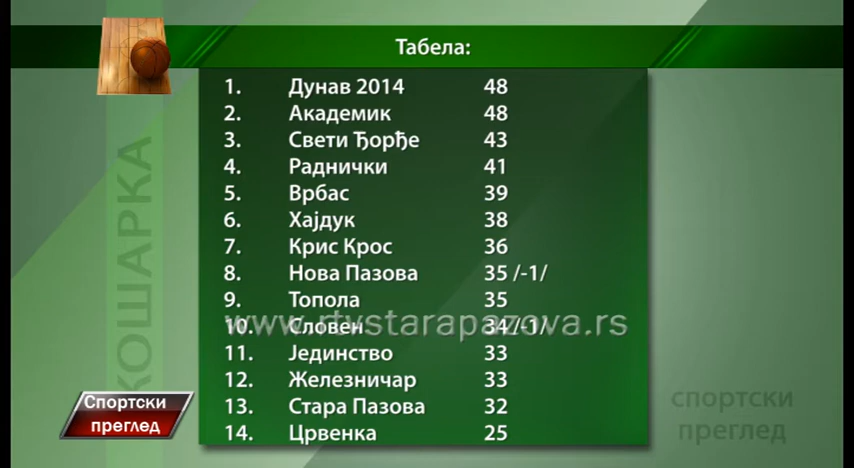 Табела:
1. Дунав 2014 48
2. Академик 48
3. Свети Ђорђе 43
4. Раднички 41
5. Врбас 39
6. Хајдук 38
7. Крис Крос 36
8. Нова Пазова 35 /-1/
9. Топола 35
10. Словен 34 /-1/
www.rtvstarapazova.rs
11. Јединство 33
12. Железничар 33
13. Стара Пазова 32
14. Црвенка 25
КОШАРКА
Спортски
преглед
спортски
преглед